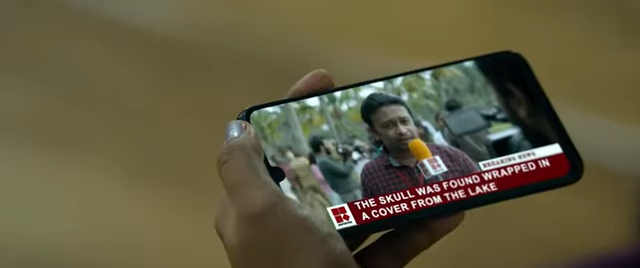 BREAKING NEWS
THE SKULL WAS FOUND WRAPPED IN
A COVER FROM THE LAKE